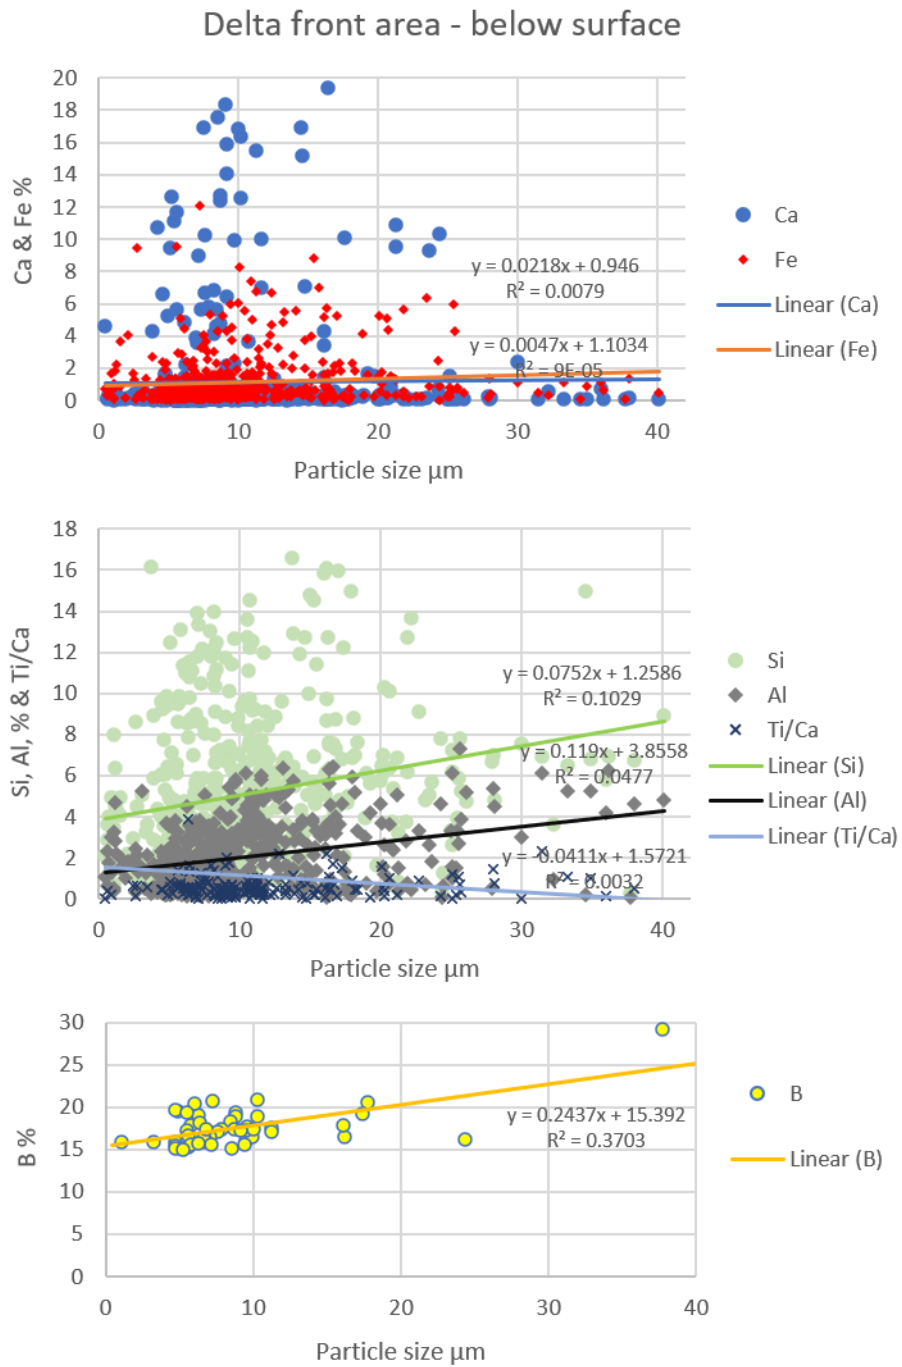 Delta front area - below surface
Ca & Fe %
20
18
16
14
12
10
8
6
4
2
0
y = 0.0218x + 0.946
R² = 0.0079
y = 0.0047x + 1.1034
R² = 9E-05
0 10 20 30 40
Particle size µm
Ca
Fe
Linear (Ca)
Linear (Fe)
Si, Al, % & Ti/Ca
18
16
14
12
10
8
6
4
2
0
y = 0.0752x + 1.2586
R² = 0.1029
y = 0.119x + 3.8558
R² = 0.0477
y = -0.0411x + 1.5721
R² = 0.0032
0 10 20 30 40
Particle size µm
Si
Al
Ti/Ca
Linear (Si)
Linear (Al)
Linear (Ti/Ca)
B %
30
25
20
15
10
5
0
y = 0.2437x + 15.392
R² = 0.3703
0 10 20 30 40
Particle size µm
B
Linear (B)